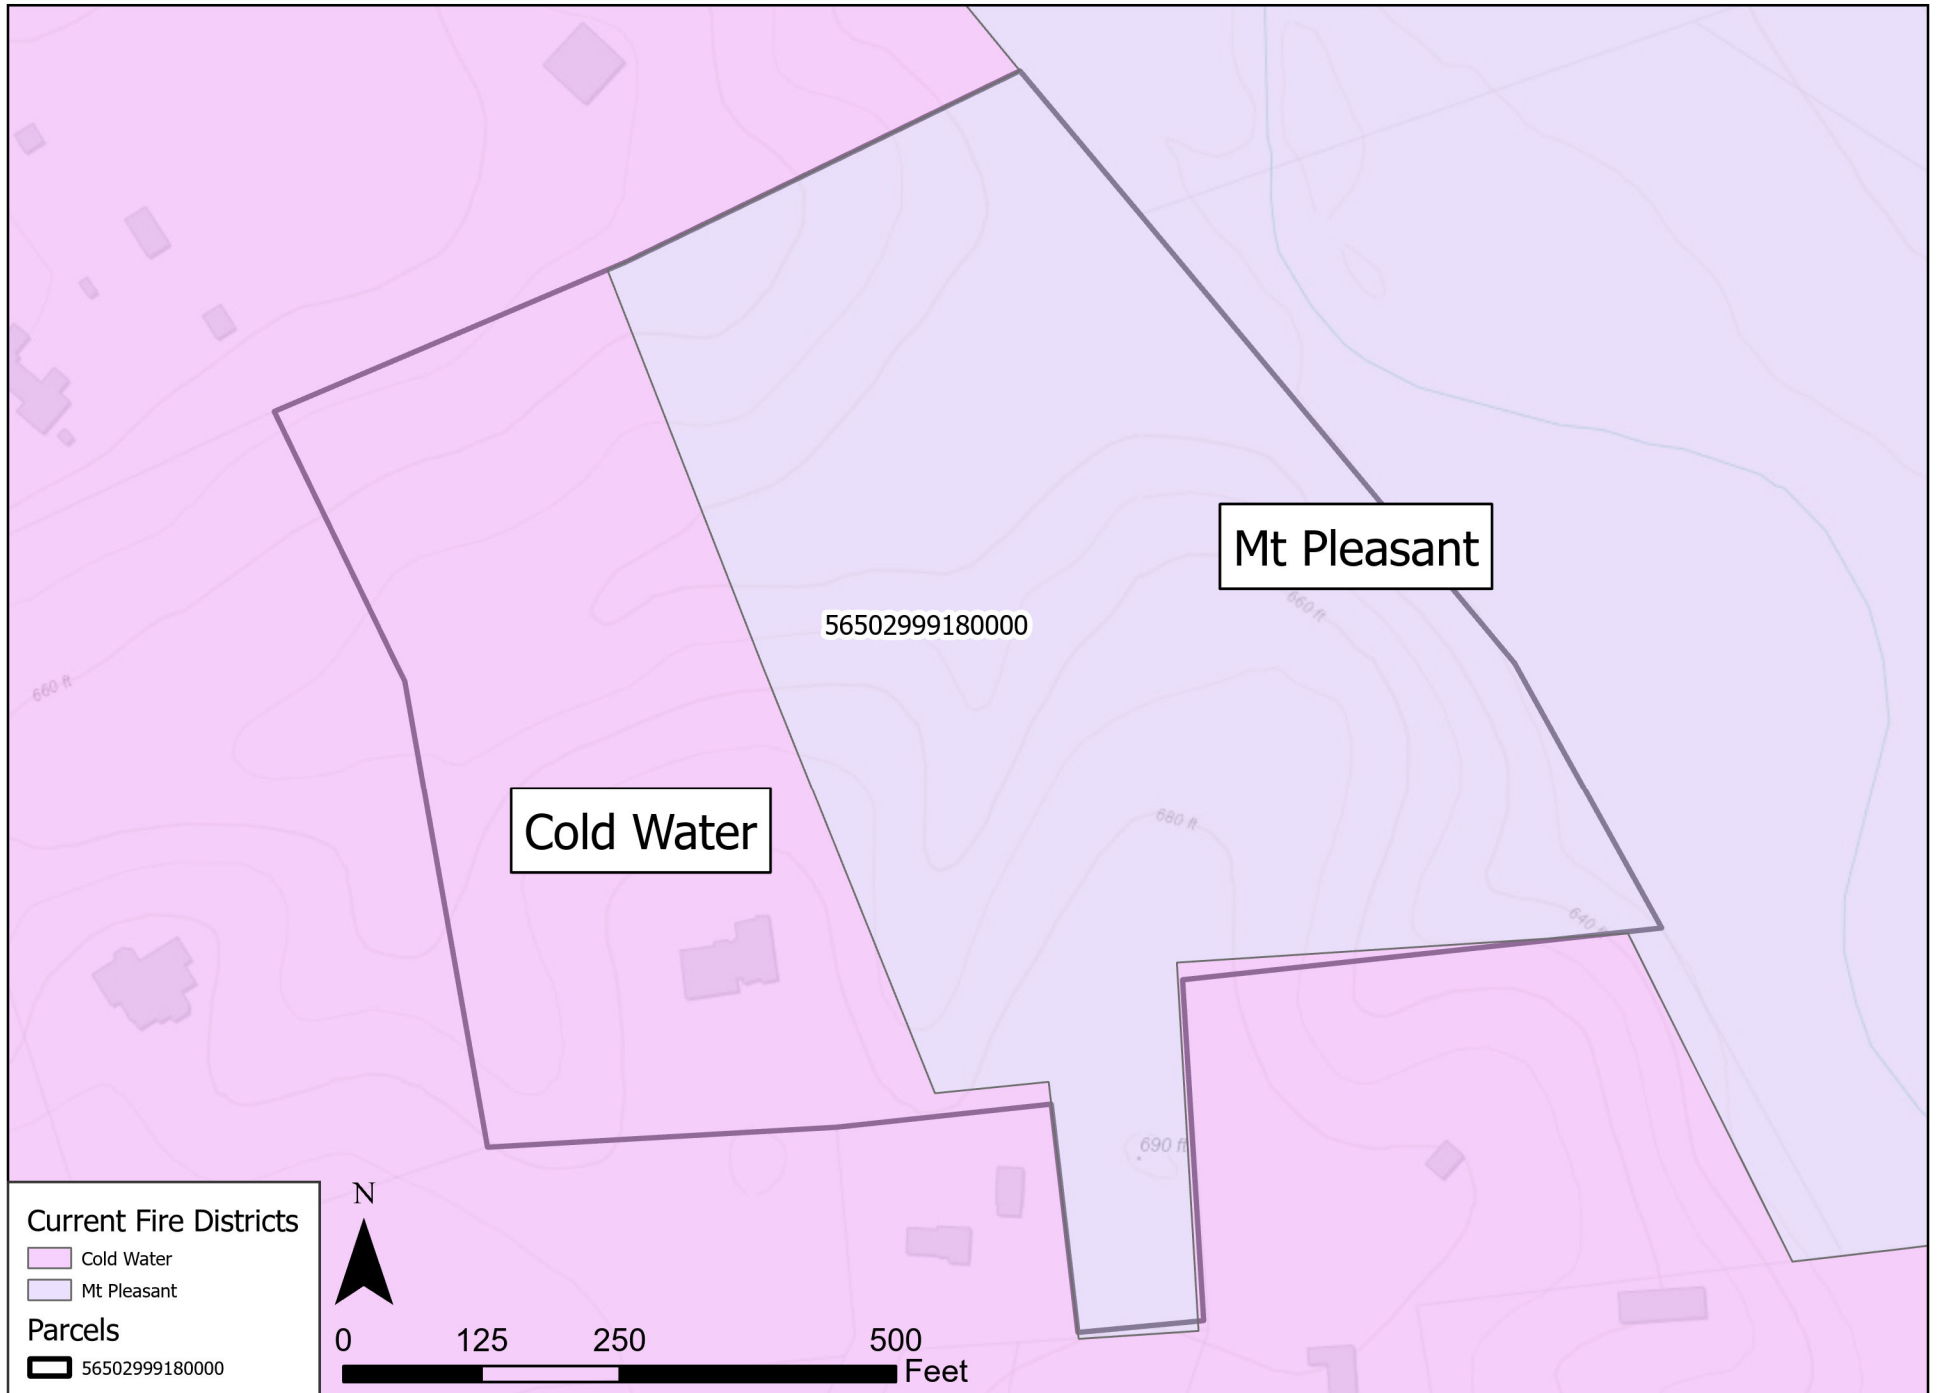 Mt Pleasant
660 ft
56502999180000
660 ft
680 ft
Cold Water
640 ft
690 ft
Current Fire Districts
Cold Water
Mt Pleasant
Parcels
56502999180000
N
0 125 250 500
Feet